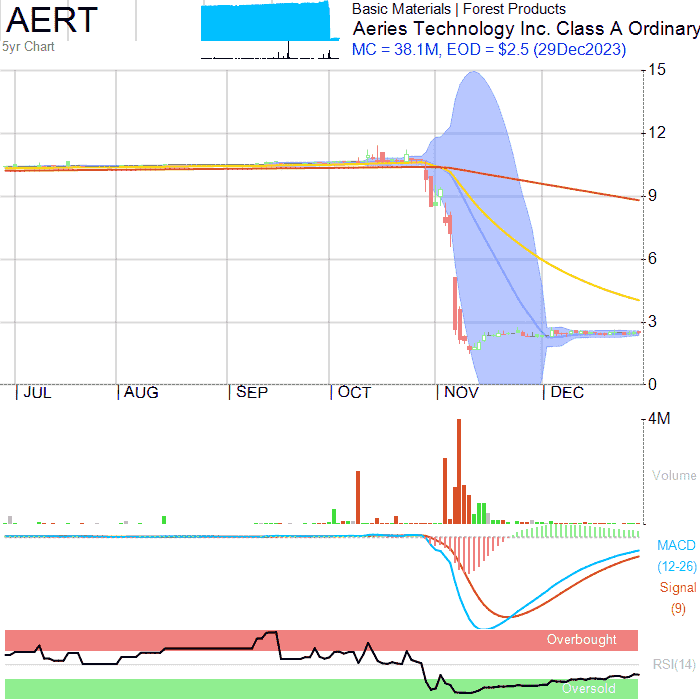 AERT
5yr Chart
Basic Materials | Forest Products
Aeries Technology Inc. Class A Ordinary
MC = 38.1M, EOD = $2.5 (29Dec2023)
15
12
9
6
3
0
JUL
AUG
SEP
OCT
NOV
DEC
4M
Volume
MACD
(12-26)
Signal
(9)
Overbought
RSI(14)
Oversold